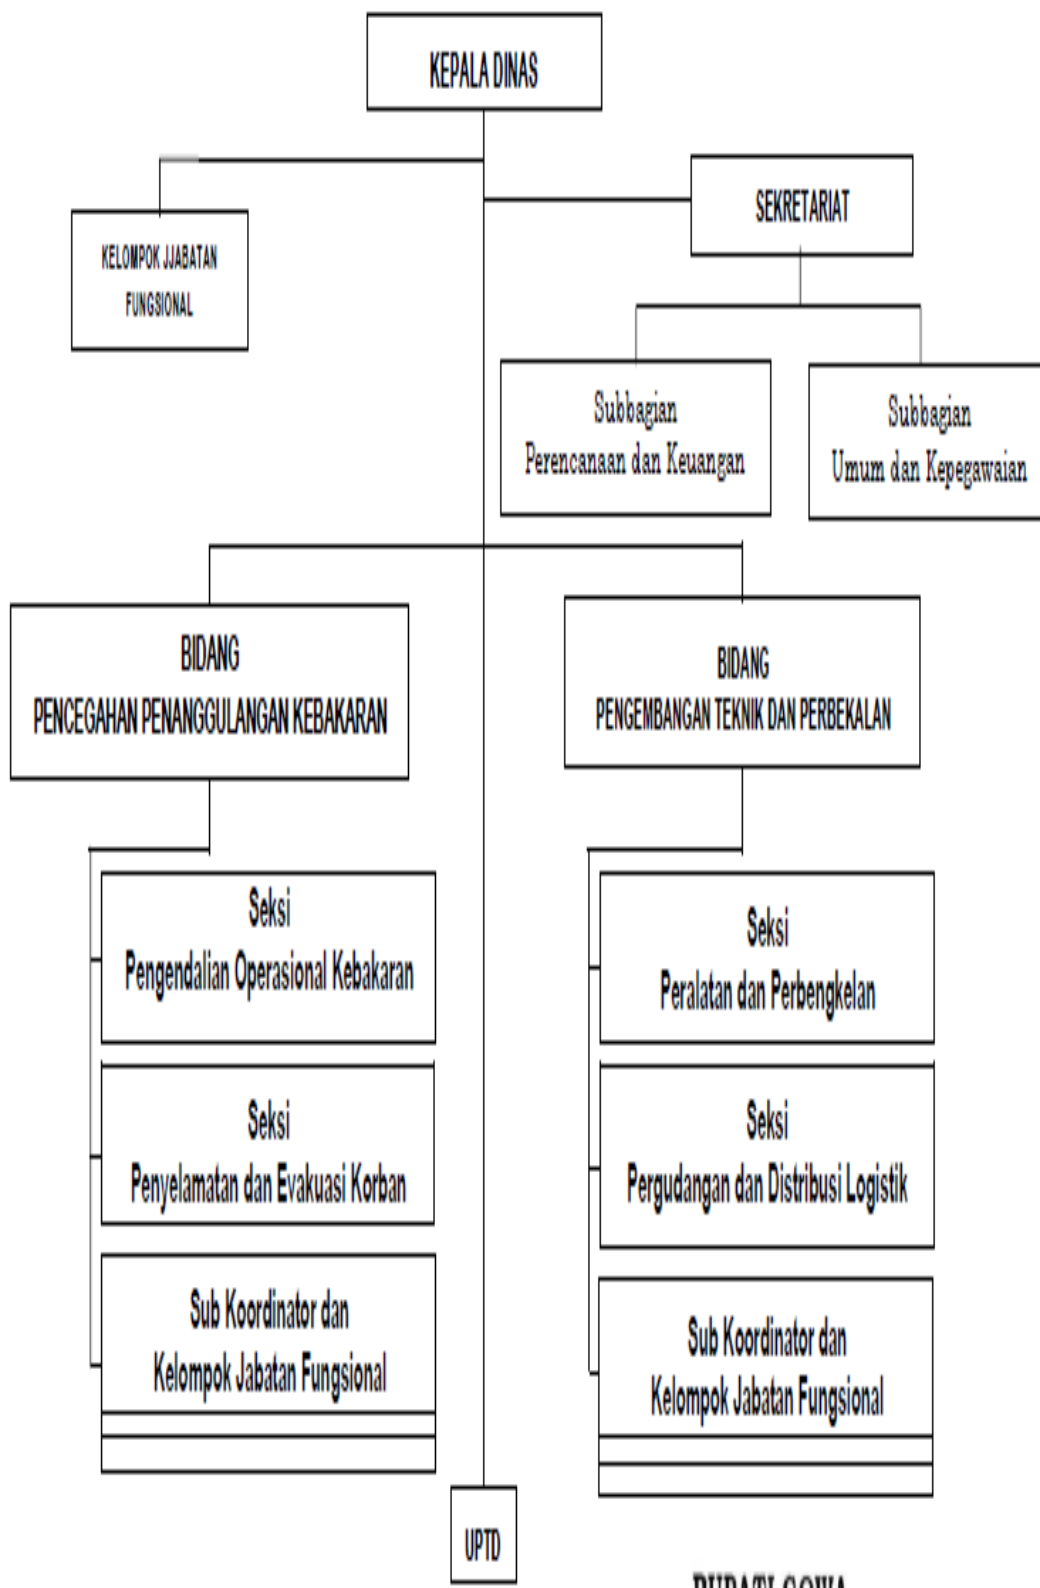 KEPALA DINAS
SEKRETARIAT
KELOMPOK JJABATAN
FUNGSIONAL
Subbagian
Perencanaan dan Keuangan
Subbagian
Umum dan Kepegawaian
BIDANG
PENCEGAHAN PENANGGULANGAN KEBAKARAN
BIDANG
PENGEMBANGAN TEKNIK DAN PERBEKALAN
Seksi
Pengendalian Operasional Kebakaran
Seksi
Penyelamatan dan Evakuasi Korban
Sub Koordinator dan
Kelompok Jabatan Fungsional
Seksi
Peralatan dan Perbengkelan
Seksi
Pergudangan dan Distribusi Logistik
Sub Koordinator dan
Kelompok Jabatan Fungsional
UPTD
BUPATI GOWA